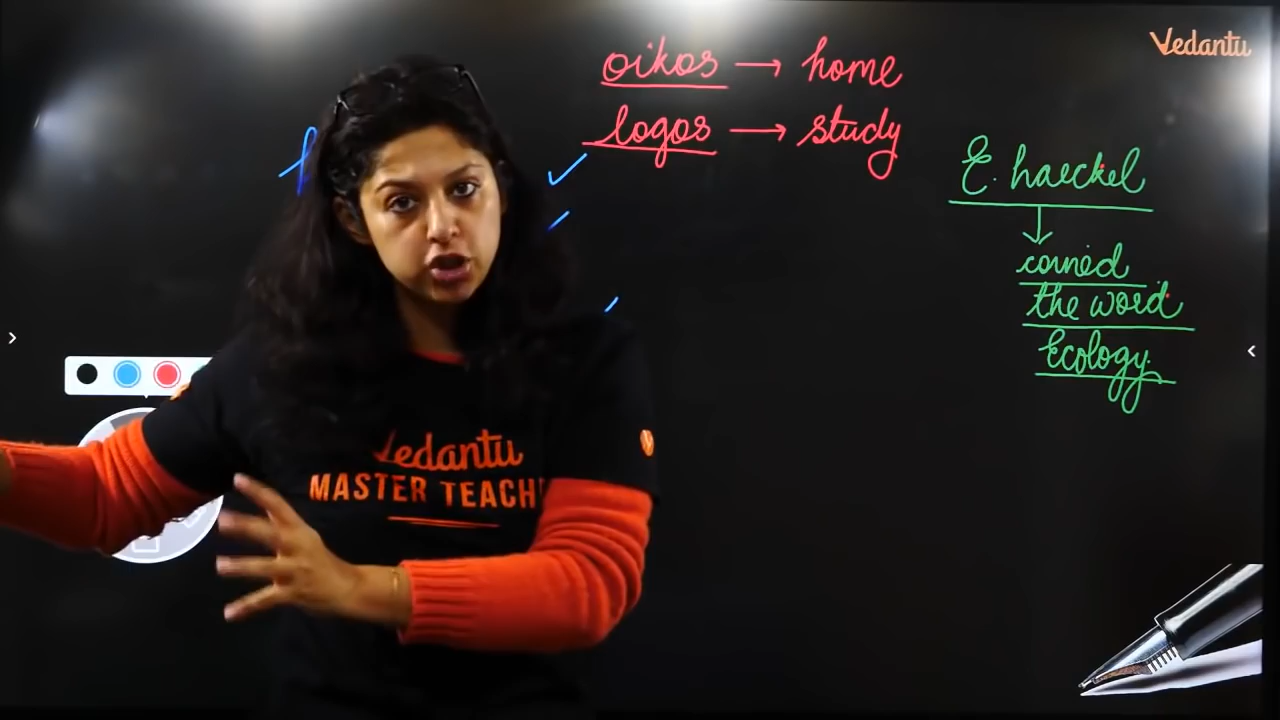 Vedantu
oikos → home
logos → study
E. haeckel
coined
the word
Ecology.
Vedantu
MASTER TEACH